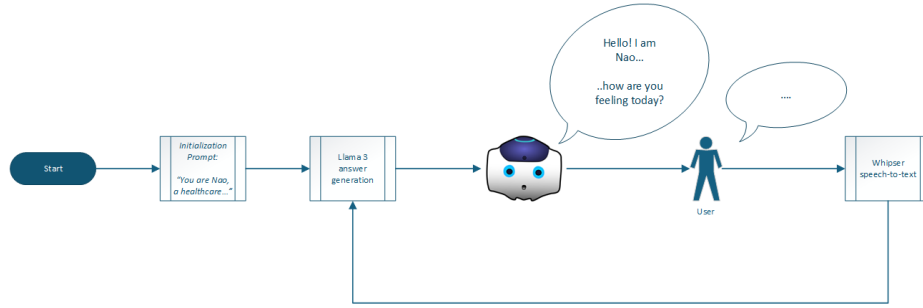 Hello! I am
Nao...
..how are you
feeling today?
....
Start
Initialization
Prompt:
"You are Nao,
a healthcare..."
Llama 3
answer
generation
User
Whipser
speech-to-text